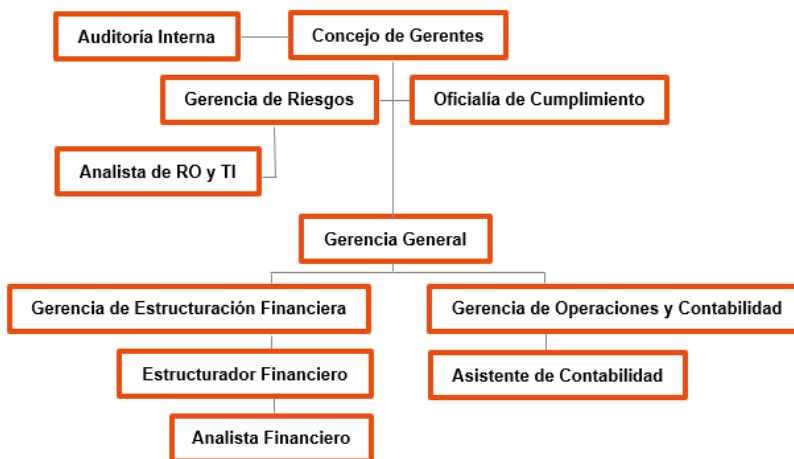 Auditoría Interna
Concejo de Gerentes
Gerencia de Riesgos
Oficialía de Cumplimiento
Analista de RO y TI
Gerencia General
Gerencia de Estructuración Financiera
Gerencia de Operaciones y Contabilidad
Estructurador Financiero
Asistente de Contabilidad
Analista Financiero